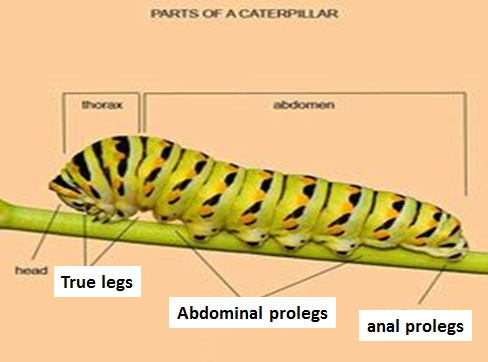 PARTS OF A CATERPILLAR
thorax
abdomen
head
True legs
Abdominal prolegs
anal prolegs